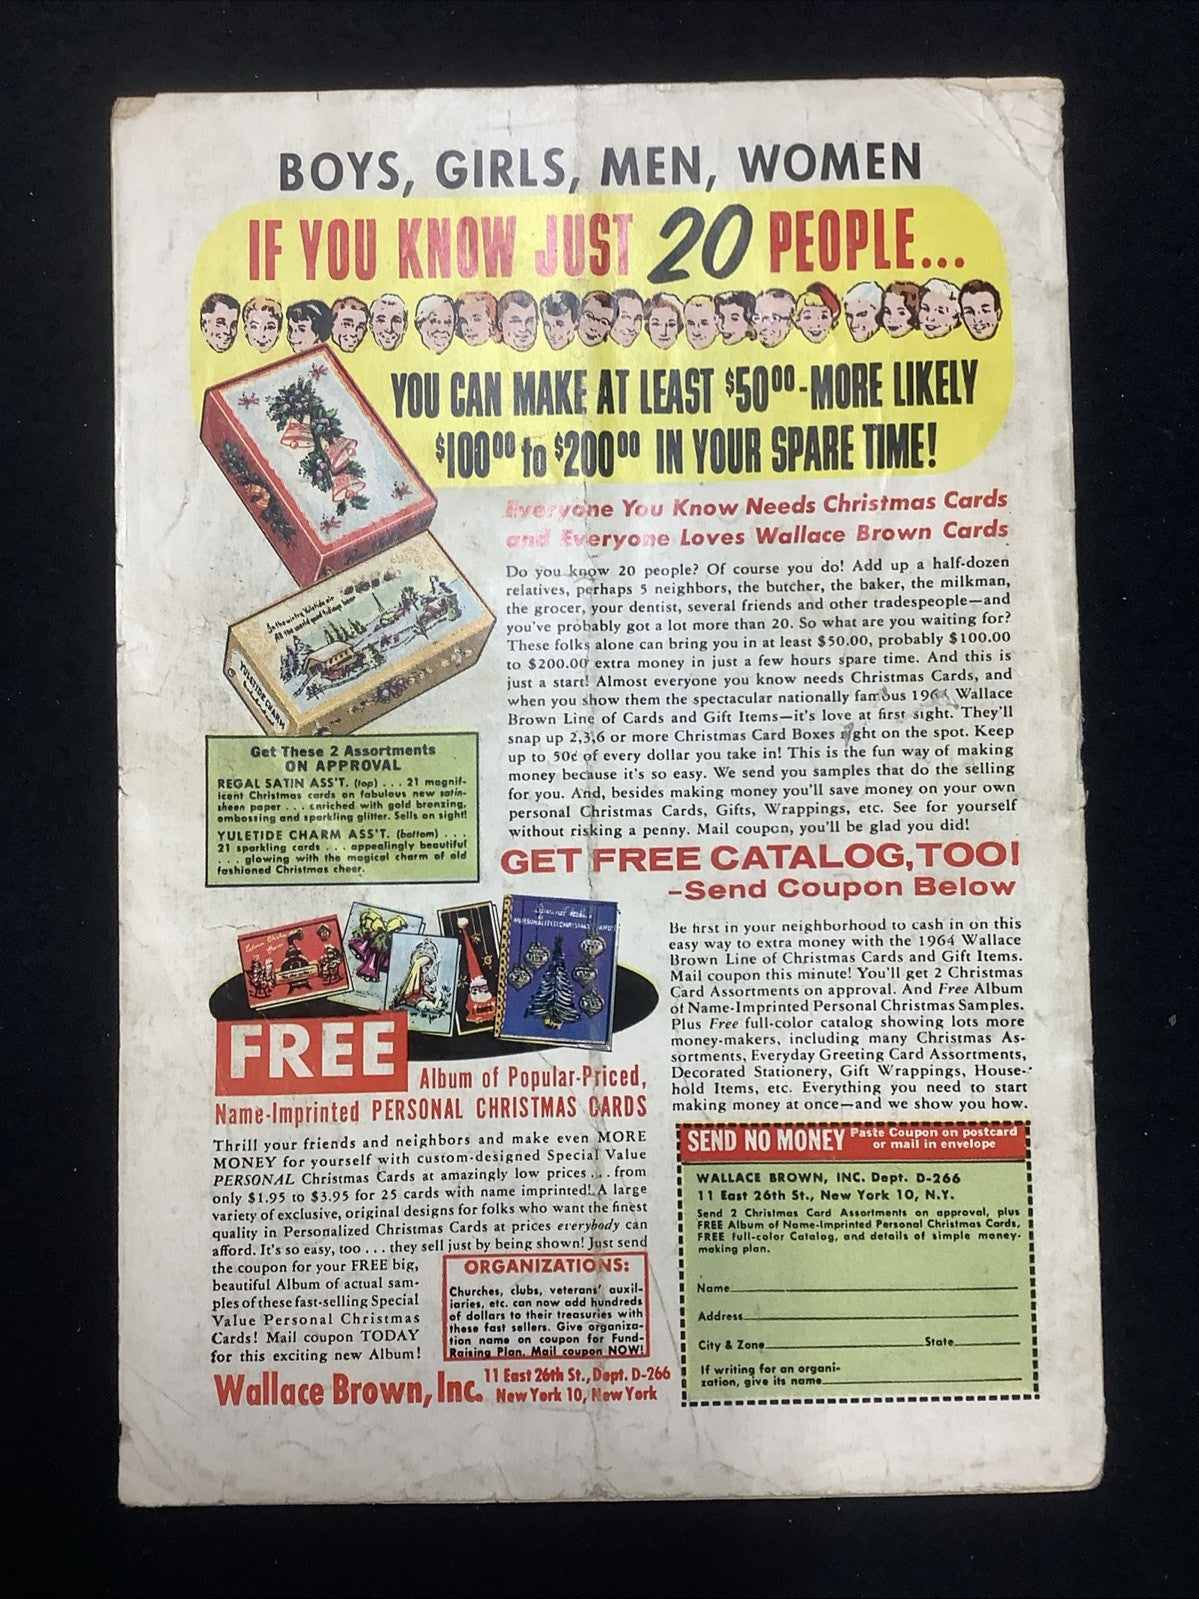 BOYS, GIRLS, MEN, WOMEN
IF YOU KNOW JUST 20 PEOPLE...
YOU CAN MAKE AT LEAST $50.00-MORE LIKELY
$100.00 to $200.00 IN YOUR SPARE TIME!
Everyone You Know Needs Christmas Cards
and Everyone Loves Wallace Brown Cards
Do you know 20 people? Of course you do! Add up a half-dozen
relatives, perhaps 5 neighbors, the butcher, the baker, the milkman,
the grocer, your dentist, several friends and other tradespeople—and
you've probably got a lot more than 20. So what are you waiting for?
These folks alone can bring you in at least $50.00, probably $100.00
to $200.00 extra money in just a few hours spare time. And this is
just a start! Almost everyone you know needs Christmas Cards, and
when you show them the spectacular nationally famous Wallace
Brown Line of Cards and Gift Items—it's love at first sight. They'll
snap up 2,3,6 or more Christmas Card Boxes right on the spot. Keep
up to 50¢ of every dollar you take in! This is the fun way of making
money because it's so easy. We send you samples that do the selling
for you. And, besides making money you'll save money on your own
personal Christmas Cards, Gifts, Wrappings, etc. See for yourself
without risking a penny. Mail coupon, you'll be glad you did!
In the wintry Yuletide air
All the world good tidings bear
YULETIDE CHARM
Get These 2 Assortments
ON APPROVAL
REGAL SATIN ASS'T. (top) . . . 21 magnif-
icent Christmas cards on fabulous new satin-
sheen paper . . . enriched with gold bronzing,
embossing and sparkling glitter. Sells on sight!
YULETIDE CHARM ASS'T. (bottom) . . .
21 sparkling cards . . . appealingly beautiful
. . . glowing with the magical charm of old
fashioned Christmas cheer.
GET FREE CATALOG,TOO!
–Send Coupon Below
Be first in your neighborhood to cash in on this
easy way to extra money with the 1964 Wallace
Brown Line of Christmas Cards and Gift Items.
Mail coupon this minute! You'll get 2 Christmas
Card Assortments on approval. And Free Album
of Name-Imprinted Personal Christmas Samples.
Plus Free full-color catalog showing lots more
money-makers, including many Christmas As-
sortments, Everyday Greeting Card Assortments,
Decorated Stationery, Gift Wrappings, House-
hold Items, etc. Everything you need to start
making money at once—and we show you how.
FREE
Album of Popular-Priced,
Name-Imprinted PERSONAL CHRISTMAS CARDS
Thrill your friends and neighbors and make even MORE
MONEY for yourself with custom-designed Special Value
PERSONAL Christmas Cards at amazingly low prices . . . from
only $1.95 to $3.95 for 25 cards with name imprinted! A large
variety of exclusive, original designs for folks who want the finest
quality in Personalized Christmas Cards at prices everybody can
afford. It's so easy, too . . . they sell just by being shown! Just send
the coupon for your FREE big,
beautiful Album of actual sam-
ples of these fast-selling Special
Value Personal Christmas
Cards! Mail coupon TODAY
for this exciting new Album!
ORGANIZATIONS:
Churches, clubs, veterans' auxil-
iaries, etc. can now add hundreds
of dollars to their treasuries with
these fast sellers. Give organiza-
tion name on coupon for Fund-
Raising Plan. Mail coupon NOW!
Wallace Brown, Inc. 11 East 26th St., Dept. D-266
New York 10, New York
SEND NO MONEY Paste Coupon on postcard
or mail in envelope
WALLACE BROWN, INC. Dept. D-266
11 East 26th St., New York 10, N.Y.
Send 2 Christmas Card Assortments on approval, plus
FREE Album of Name-Imprinted Personal Christmas Cards,
FREE full-color Catalog, and details of simple money-
making plan.
Name
Address
City & Zone State
If writing for an organi-
zation, give its name